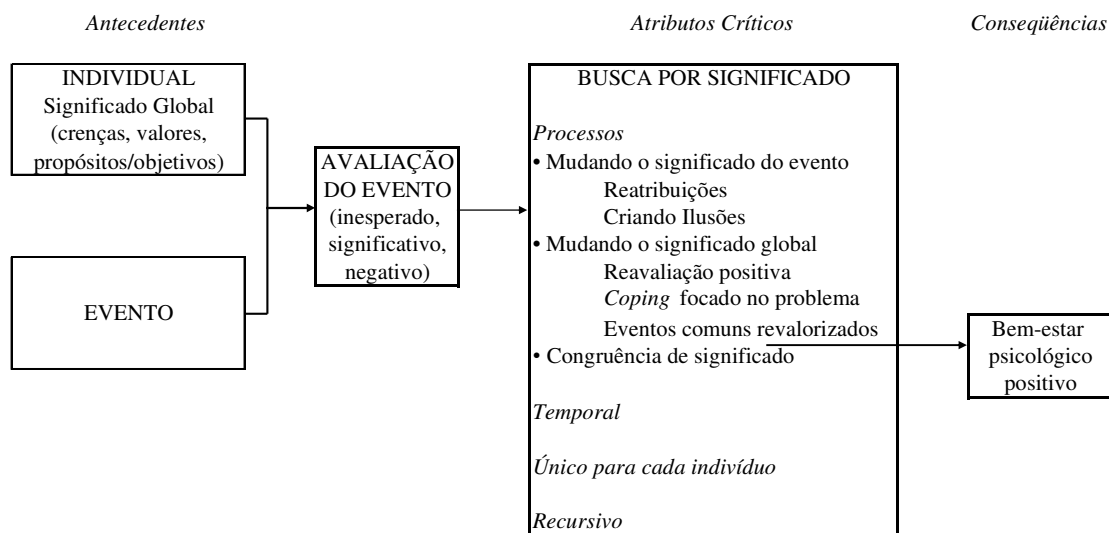 Antecedentes
Atributos Críticos
Conseqüências
INDIVIDUAL
Significado Global
(crenças, valores,
propósitos/objetivos)
EVENTO
AVALIAÇÃO
DO EVENTO
(inesperado,
significativo,
negativo)
BUSCA POR SIGNIFICADO
Processos
• Mudando o significado do evento
Reatribuições
Criando Ilusões
• Mudando o significado global
Reavaliação positiva
Coping focado no problema
Eventos comuns revalorizados
• Congruência de significado
Temporal
Único para cada indivíduo
Recursivo
Bem-estar
psicológico
positivo